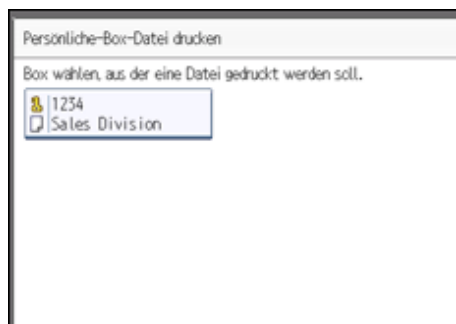 Persönliche-Box-Datei drucken
Box wählen, aus der eine Datei gedruckt werden soll.
1234
Sales Division